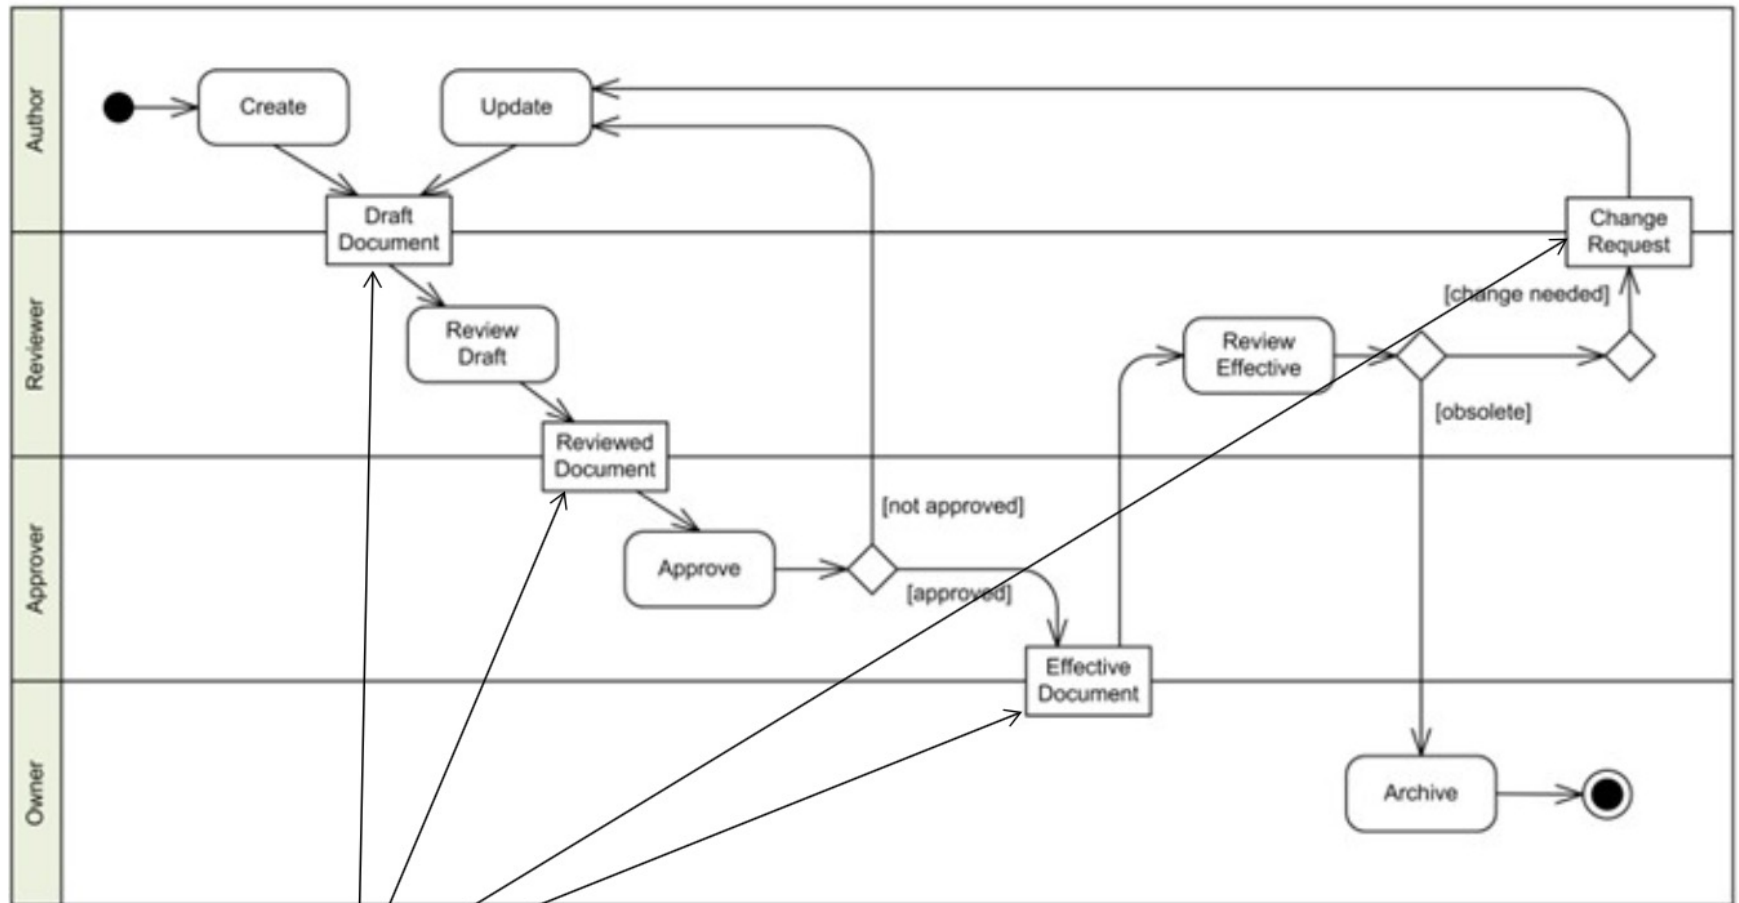 Author
Create
Update
Draft
Document
Change
Request
Reviewer
[change needed]
Review
Draft
Review
Effective
[obsolete]
Reviewed
Document
Approver
[not approved]
Approve
[approved]
Effective
Document
Owner
Archive